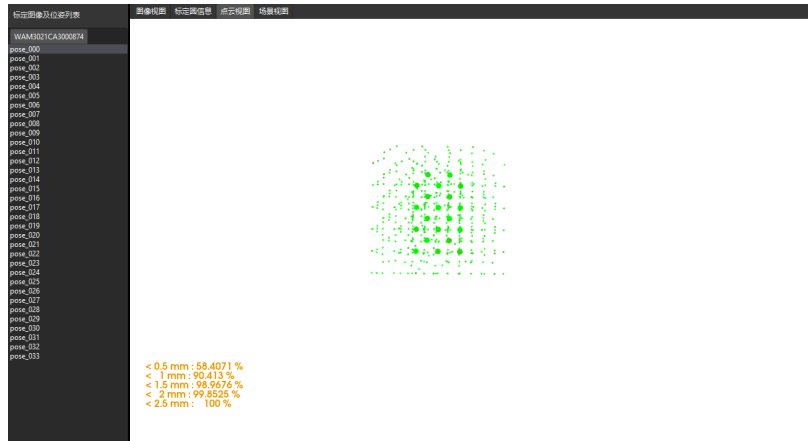 标定图像及位姿列表
图像视图 标定圆信息 点云视图 场景视图
WAM3021CA3000874
pose_000
pose_001
pose_002
pose_003
pose_004
pose_005
pose_006
pose_007
pose_008
pose_009
pose_010
pose_011
pose_012
pose_013
pose_014
pose_015
pose_016
pose_017
pose_018
pose_019
pose_020
pose_021
pose_022
pose_023
pose_024
pose_025
pose_026
pose_027
pose_028
pose_029
pose_030
pose_031
pose_032
pose_033
< 0.5 mm : 58.4071 %
< 1 mm : 90.413 %
< 1.5 mm : 98.9676 %
< 2 mm : 99.8525 %
< 2.5 mm : 100 %